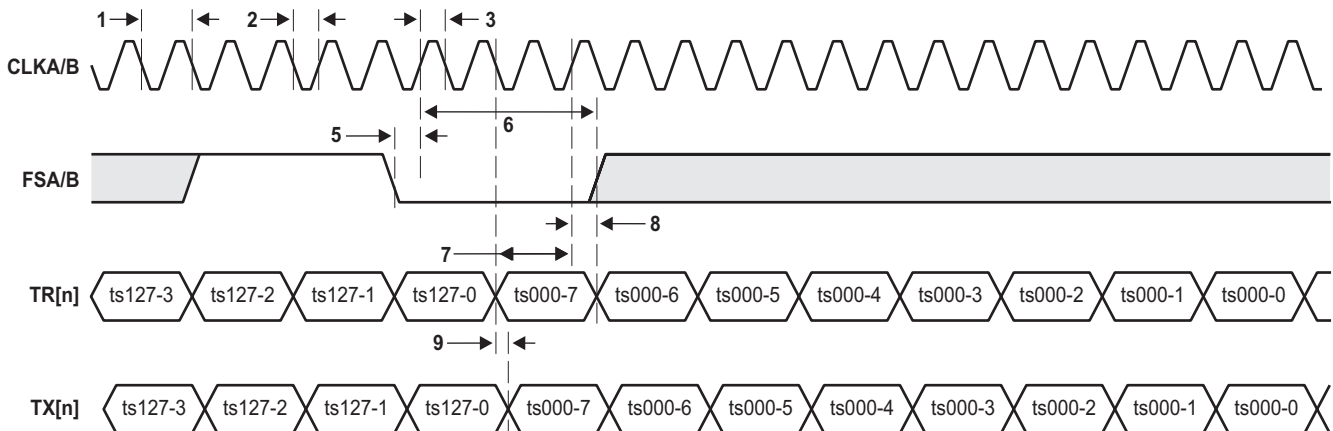 1 2 3
CLKA/B
6
5
FSA/B
8
7
TR[n] ts127-3 ts127-2 ts127-1 ts127-0 ts000-7 ts000-6 ts000-5 ts000-4 ts000-3 ts000-2 ts000-1 ts000-0
9
TX[n] ts127-3 ts127-2 ts127-1 ts127-0 ts000-7 ts000-6 ts000-5 ts000-4 ts000-3 ts000-2 ts000-1 ts000-0